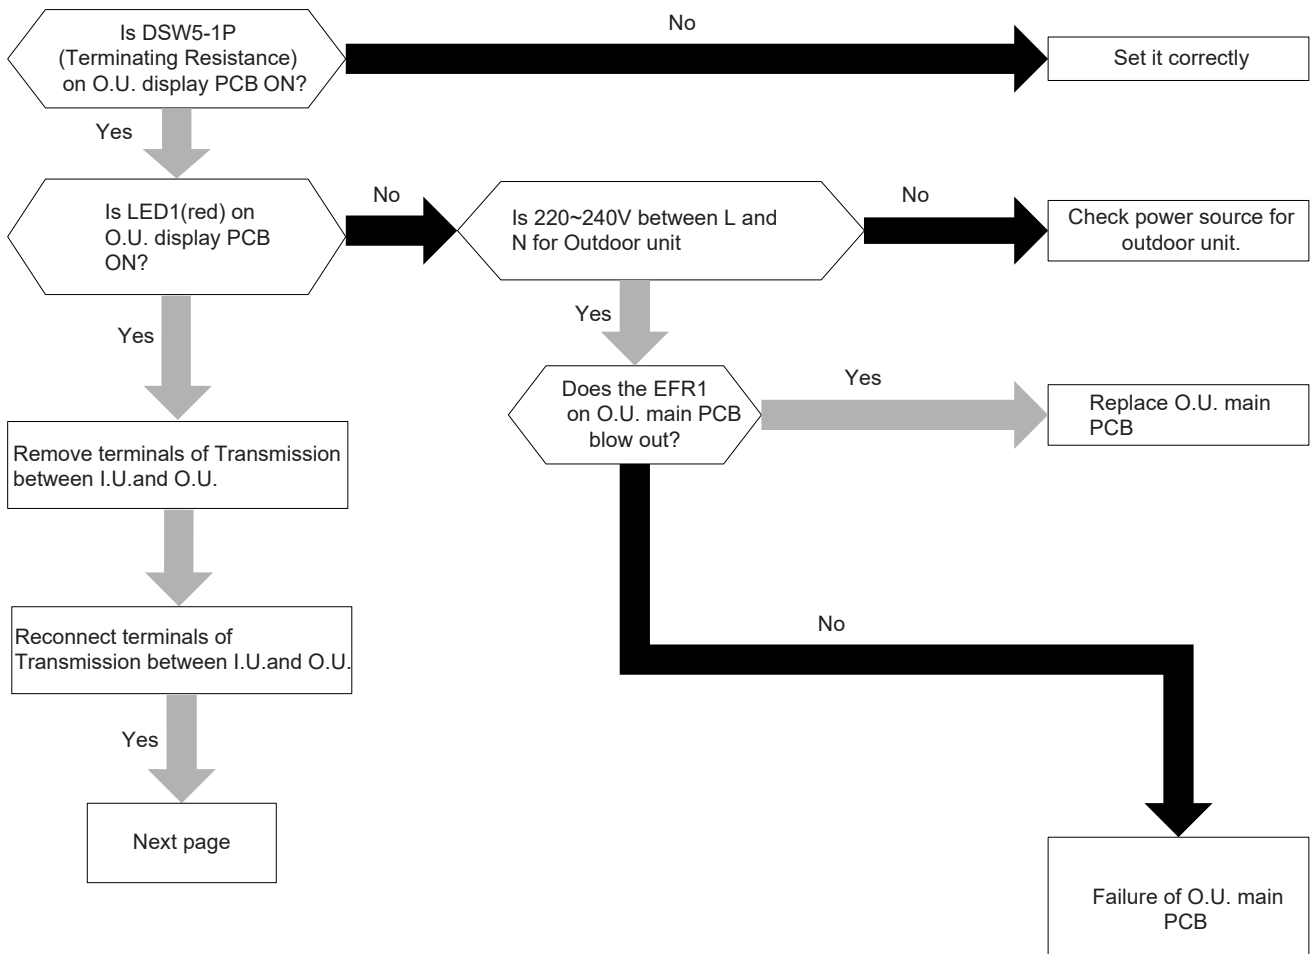 Is DSW5-1P
(Terminating Resistance)
on O.U. display PCB ON?
No
Set it correctly
Yes
Is LED1(red) on
O.U. display PCB
ON?
No
Is 220~240V between L and
N for Outdoor unit
No
Check power source for
outdoor unit.
Yes
Yes
Does the EFR1
on O.U. main PCB
blow out?
Yes
Replace O.U. main
PCB
Remove terminals of Transmission
between I.U.and O.U.
Reconnect terminals of
Transmission between I.U.and O.U.
No
Yes
Next page
Failure of O.U. main
PCB